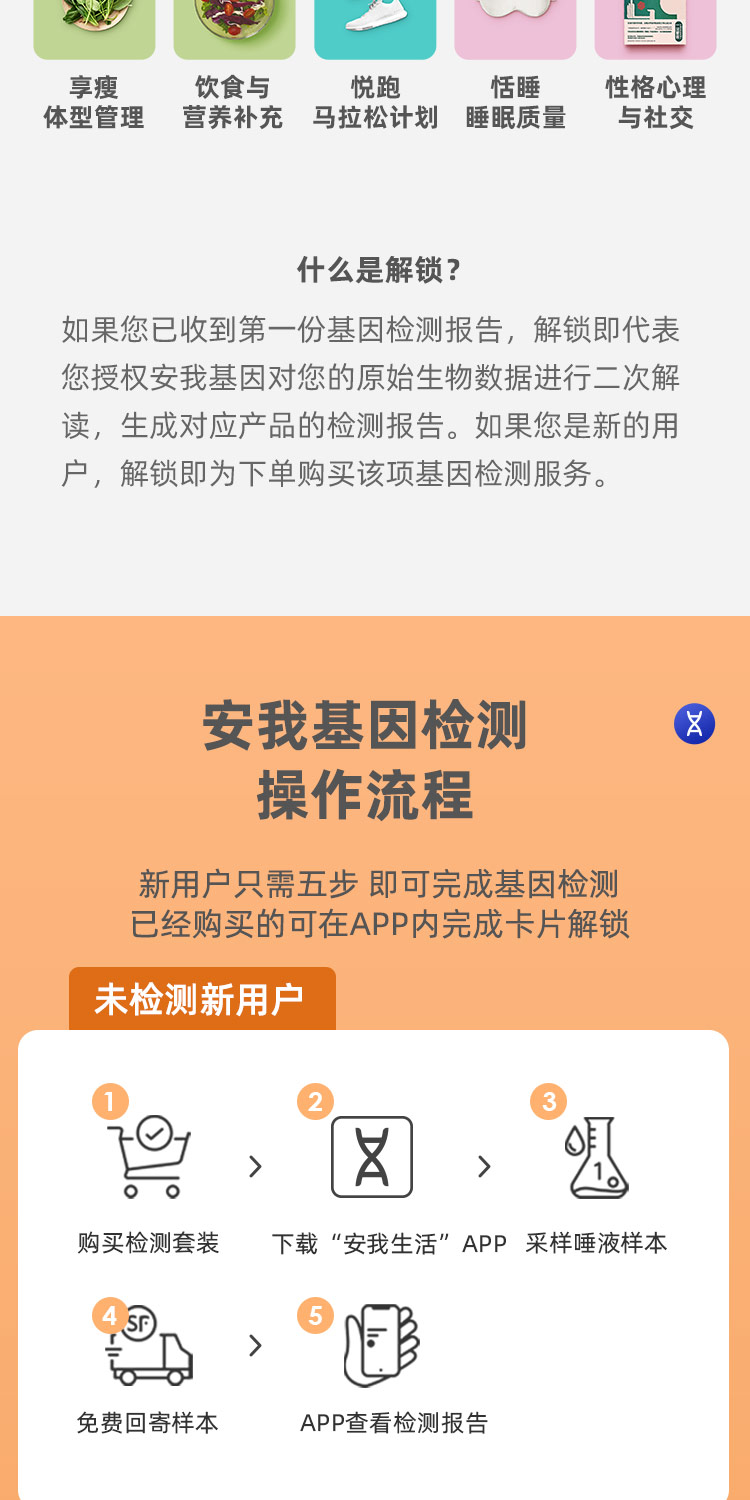 享瘦 饮食与 悦跑 恬睡 性格心理
体型管理 营养补充 马拉松计划 睡眠质量 与社交
什么是解锁？
如果您已收到第一份基因检测报告，解锁即代表
您授权安我基因对您的原始生物数据进行二次解
读，生成对应产品的检测报告。如果您是新的用
户，解锁即为下单购买该项基因检测服务。
安我基因检测
操作流程
新用户只需五步 即可完成基因检测
已经购买的可在APP内完成卡片解锁
未检测新用户
1 2 3
1
购买检测套装 下载“安我生活”APP 采样唾液样本
4 SF 5
免费回寄样本 APP查看检测报告